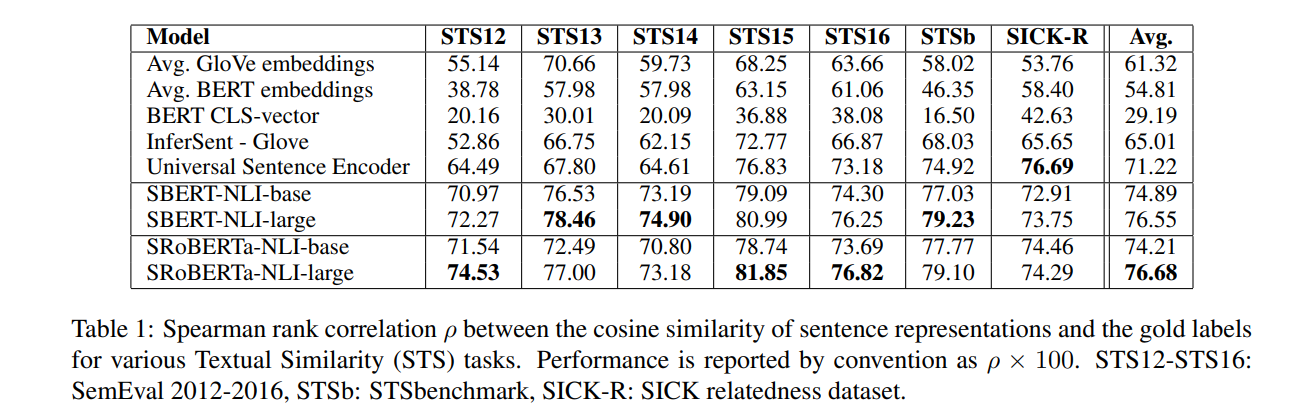 Model STS12 STS13 STS14 STS15 STS16 STSb SICK-R Avg.
Avg. GloVe embeddings 55.14 70.66 59.73 68.25 63.66 58.02 53.76 61.32
Avg. BERT embeddings 38.78 57.98 57.98 63.15 61.06 46.35 58.40 54.81
BERT CLS-vector 20.16 30.01 20.09 36.88 38.08 16.50 42.63 29.19
InferSent - Glove 52.86 66.75 62.15 72.77 66.87 68.03 65.65 65.01
Universal Sentence Encoder 64.49 67.80 64.61 76.83 73.18 74.92 76.69 71.22
SBERT-NLI-base 70.97 76.53 73.19 79.09 74.30 77.03 72.91 74.89
SBERT-NLI-large 72.27 78.46 74.90 80.99 76.25 79.23 73.75 76.55
SRoBERTa-NLI-base 71.54 72.49 70.80 78.74 73.69 77.77 74.46 74.21
SRoBERTa-NLI-large 74.53 77.00 73.18 81.85 76.82 79.10 74.29 76.68
Table 1: Spearman rank correlation ρ between the cosine similarity of sentence representations and the gold labels
for various Textual Similarity (STS) tasks. Performance is reported by convention as ρ × 100. STS12-STS16:
SemEval 2012-2016, STSb: STSbenchmark, SICK-R: SICK relatedness dataset.